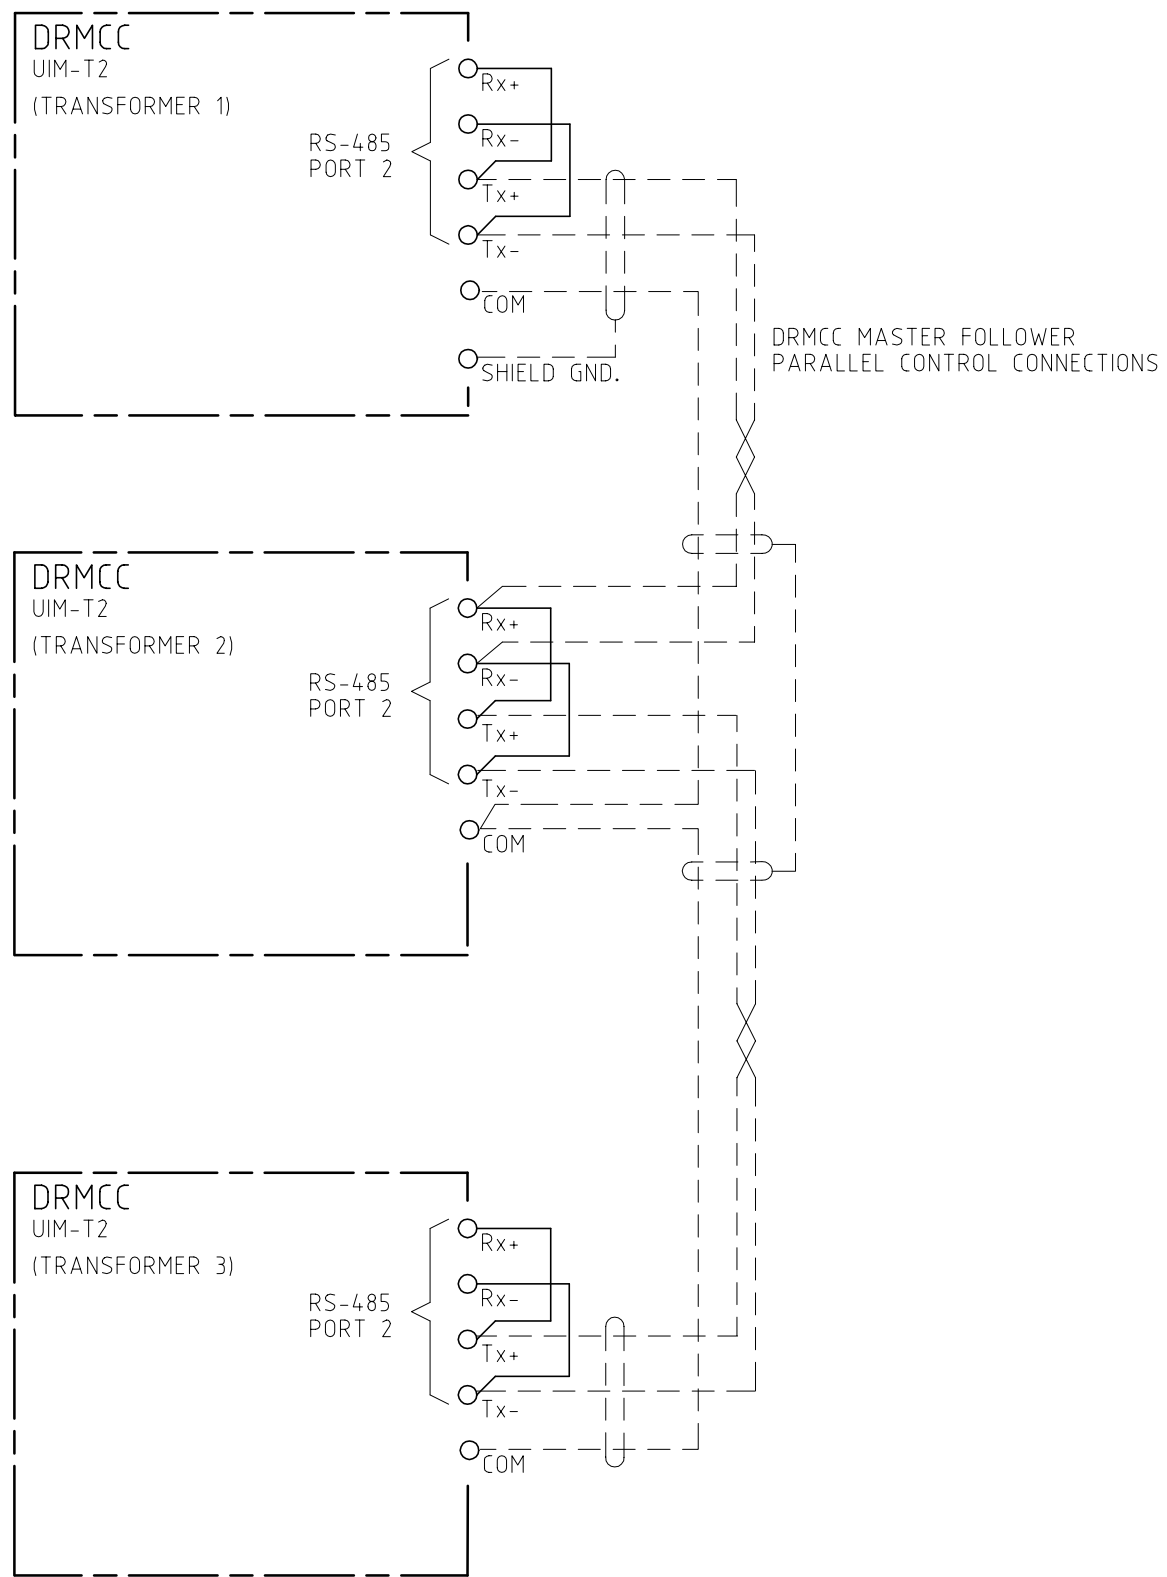 DRMCC
UIM-T2
(TRANSFORMER 1)
RS-485
PORT 2
Rx+
Rx-
Tx+
Tx-
COM
SHIELD GND.
DRMCC MASTER FOLLOWER
PARALLEL CONTROL CONNECTIONS
DRMCC
UIM-T2
(TRANSFORMER 2)
RS-485
PORT 2
Rx+
Rx-
Tx+
Tx-
COM
DRMCC
UIM-T2
(TRANSFORMER 3)
RS-485
PORT 2
Rx+
Rx-
Tx+
Tx-
COM